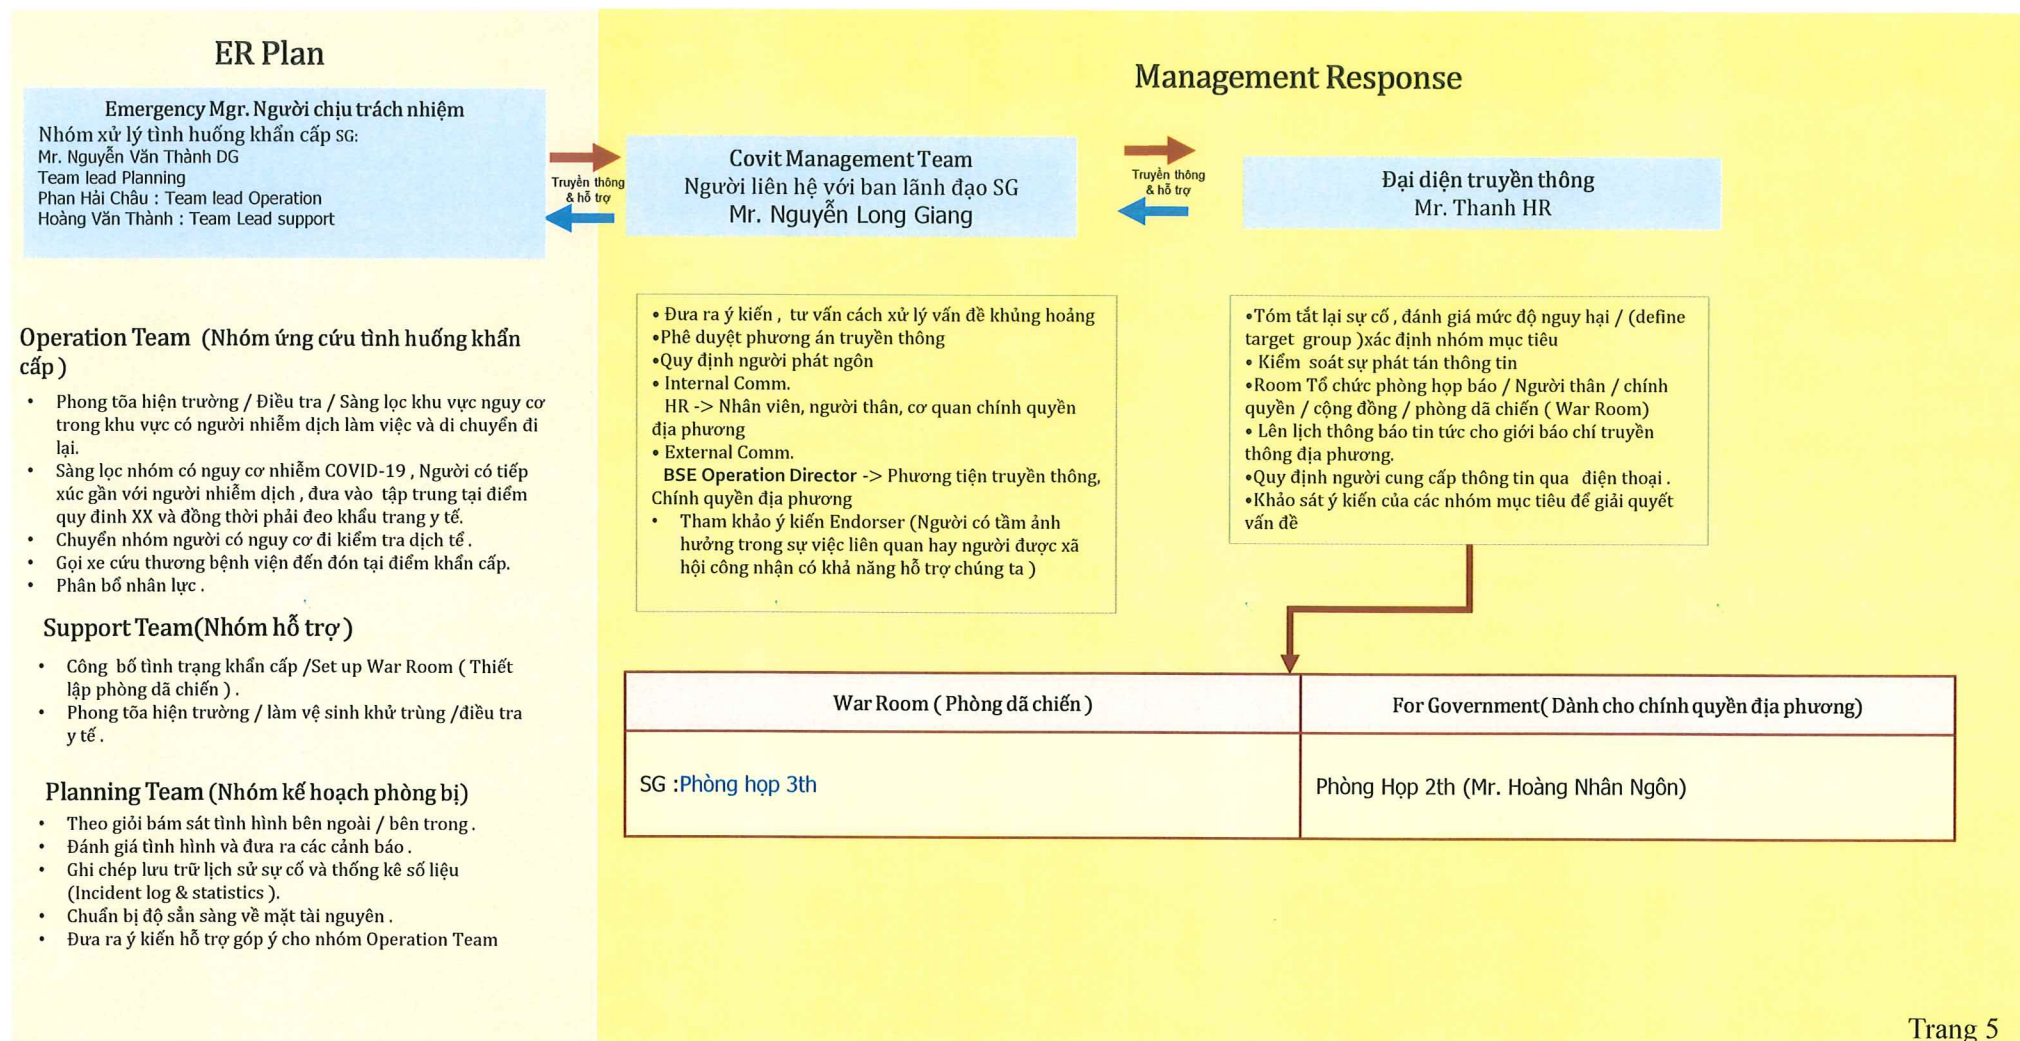 ER Plan
Emergency Mgr. Người chịu trách nhiệm
Nhóm xử lý tình huống khẩn cấp SG:
Mr. Nguyễn Văn Thành DG
Team lead Planning
Phan Hải Châu : Team lead Operation
Hoàng Văn Thành : Team Lead support
Operation Team (Nhóm ứng cứu tình huống khẩn
cấp )
• Phong tõa hiện trường / Điều tra / Sàng lọc khu vực nguy cơ
trong khu vực có người nhiễm dịch làm việc và di chuyển đi
lại.
• Sàng lọc nhóm có nguy cơ nhiễm COVID-19 , Người có tiếp
xúc gần với người nhiễm dịch , đưa vào tập trung tại điểm
quy đinh XX và đồng thời phải đeo khẩu trang y tế.
• Chuyển nhóm người có nguy cơ đi kiểm tra dịch tể .
• Gọi xe cứu thương bệnh viện đến đón tại điểm khẩn cấp.
• Phân bổ nhân lực .
Support Team(Nhóm hỗ trợ )
• Công bố tình trạng khẩn cấp /Set up War Room ( Thiết
lập phòng dã chiến ) .
• Phong tõa hiện trường / làm vệ sinh khử trùng /điều tra
y tế .
Planning Team (Nhóm kế hoạch phòng bị)
• Theo giỏi bám sát tình hình bên ngoài / bên trong .
• Đánh giá tình hình và đưa ra các cảnh báo .
• Ghi chép lưu trữ lịch sử sự cố và thống kê số liệu
(Incident log & statistics ).
• Chuẩn bị độ sẳn sàng về mặt tài nguyên .
• Đưa ra ý kiến hỗ trợ góp ý cho nhóm Operation Team
Management Response
Truyền thông
& hỗ trợ
Covit Management Team
Người liên hệ với ban lãnh đạo SG
Mr. Nguyễn Long Giang
Truyền thông
& hỗ trợ
Đại diện truyền thông
Mr. Thanh HR
• Đưa ra ý kiến , tư vấn cách xử lý vấn đề khủng hoảng
•Phê duyệt phương án truyền thông
•Quy định người phát ngôn
• Internal Comm.
HR -> Nhân viên, người thân, cơ quan chính quyền
địa phương
• External Comm.
BSE Operation Director -> Phương tiện truyền thông,
Chính quyền địa phương
• Tham khảo ý kiến Endorser (Người có tầm ảnh
hưởng trong sự việc liên quan hay người được xã
hội công nhận có khả năng hỗ trợ chúng ta )
•Tóm tắt lại sự cố , đánh giá mức độ nguy hại / (define
target group )xác định nhóm mục tiêu
• Kiểm soát sự phát tán thông tin
•Room Tổ chức phòng họp báo / Người thân / chính
quyền / cộng đồng / phòng dã chiến ( War Room)
• Lên lịch thông báo tin tức cho giới báo chí truyền
thông địa phương.
•Quy định người cung cấp thông tin qua điện thoại .
•Khảo sát ý kiến của các nhóm mục tiêu để giải quyết
vấn đề
War Room ( Phòng dã chiến )
For Government( Dành cho chính quyền địa phương)
SG :Phòng họp 3th
Phòng Họp 2th (Mr. Hoàng Nhân Ngôn)
Trang 5